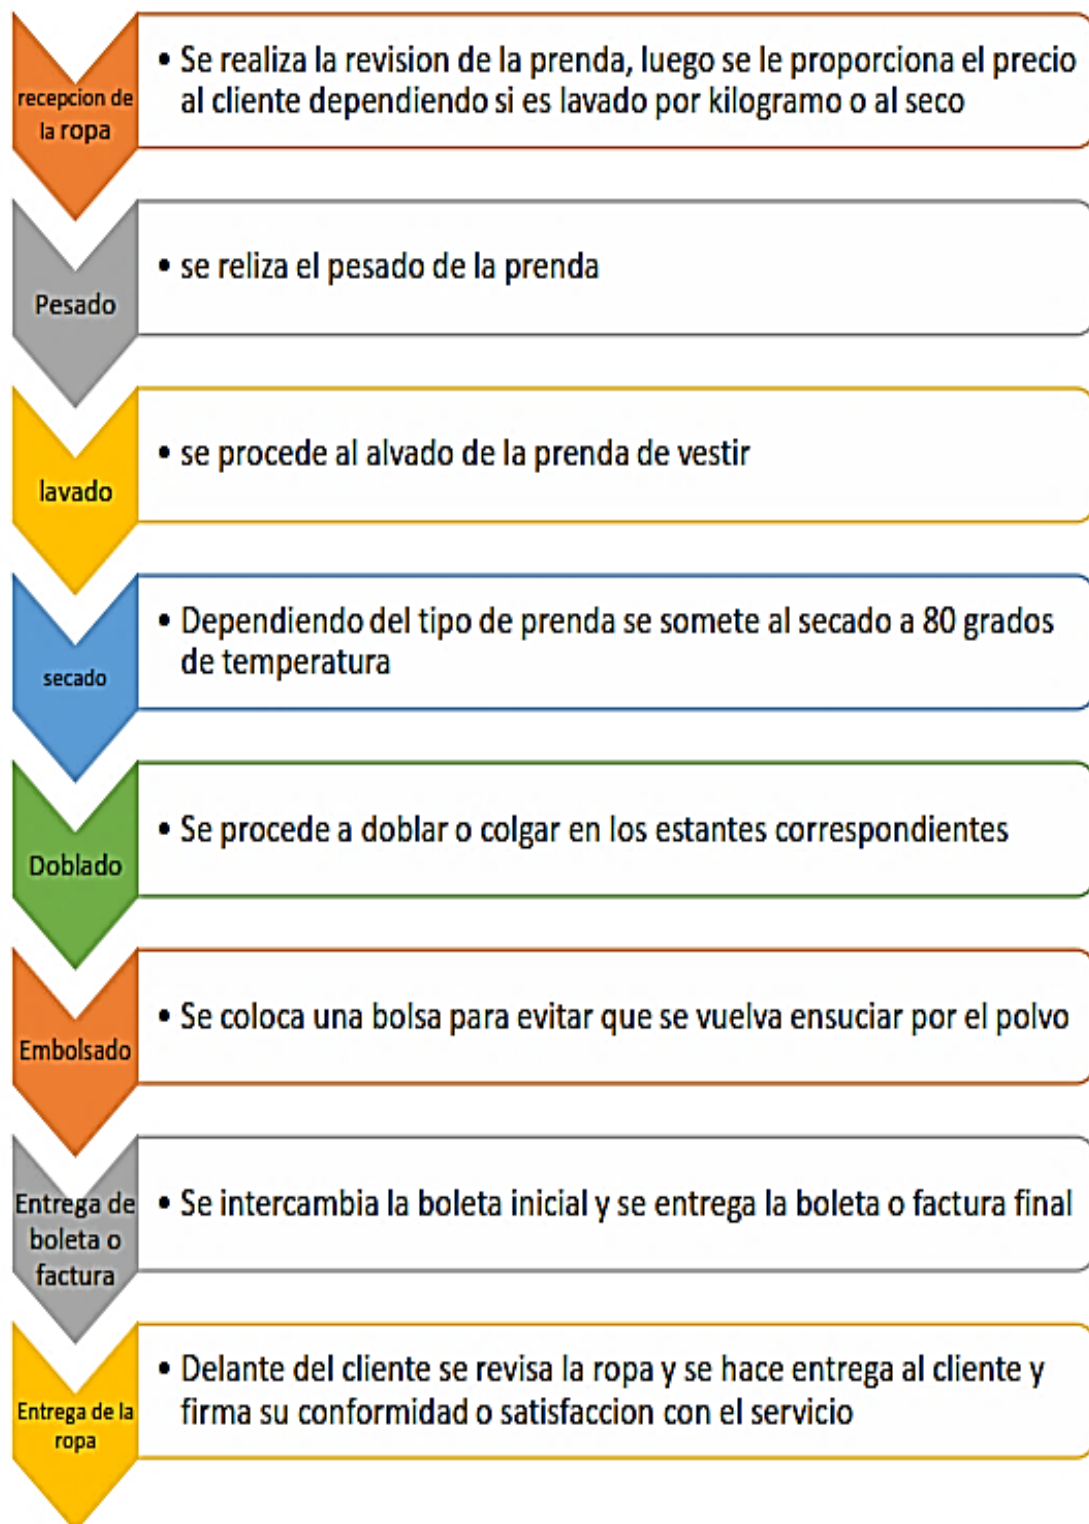 recepcion de
la ropa
• Se realiza la revision de la prenda, luego se le proporciona el precio
al cliente dependiendo si es lavado por kilogramo o al seco
Pesado
• se reliza el pesado de la prenda
lavado
• se procede al alvado de la prenda de vestir
secado
• Dependiendo del tipo de prenda se somete al secado a 80 grados
de temperatura
Doblado
• Se procede a doblar o colgar en los estantes correspondientes
Embolsado
• Se coloca una bolsa para evitar que se vuelva ensuciar por el polvo
Entrega de
boleta o
factura
• Se intercambia la boleta inicial y se entrega la boleta o factura final
Entrega de la
ropa
• Delante del cliente se revisa la ropa y se hace entrega al cliente y
firma su conformidad o satisfaccion con el servicio